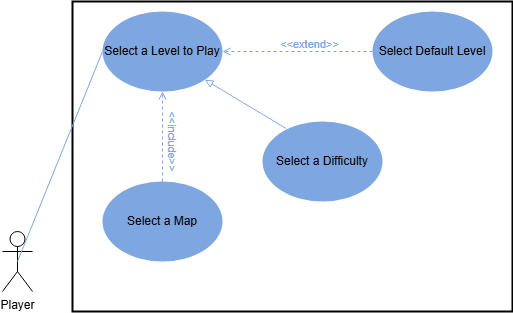 Select a Level to Play
<<extend>>
Select Default Level
<<include>>
Select a Difficulty
Select a Map
Player